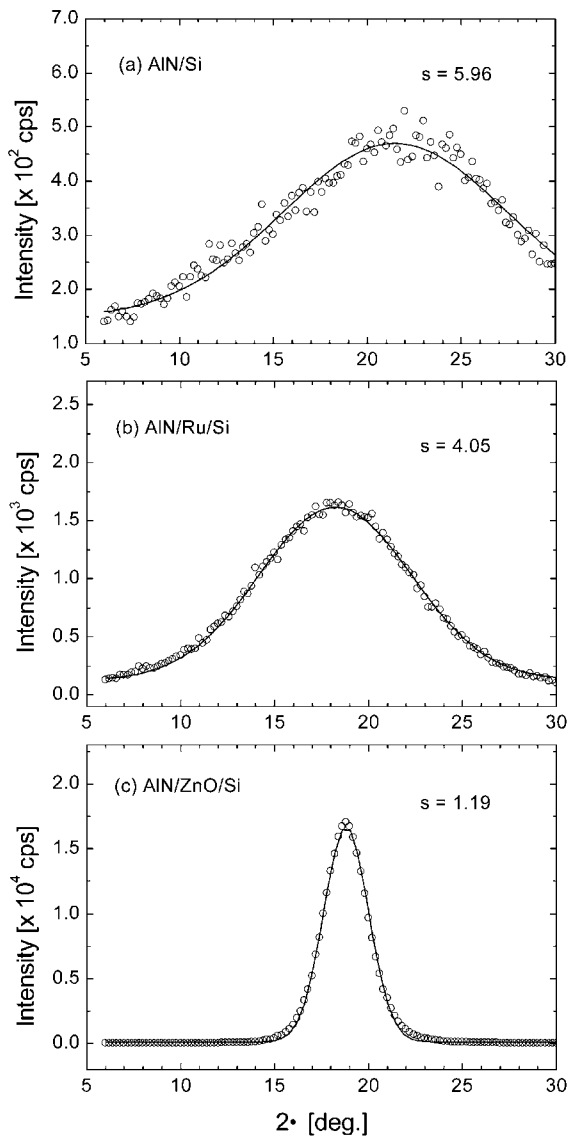 7.0
6.0
5.0
4.0
3.0
2.0
1.0
Intensity [x 10² cps]
(a) AlN/Si
s = 5.96
5 10 15 20 25 30
2.5
2.0
1.5
1.0
0.5
0.0
Intensity [x 10³ cps]
(b) AlN/Ru/Si
s = 4.05
5 10 15 20 25 30
2.0
1.5
1.0
0.5
0.0
Intensity [x 10⁴ cps]
(c) AlN/ZnO/Si
s = 1.19
5 10 15 20 25 30
2• [deg.]